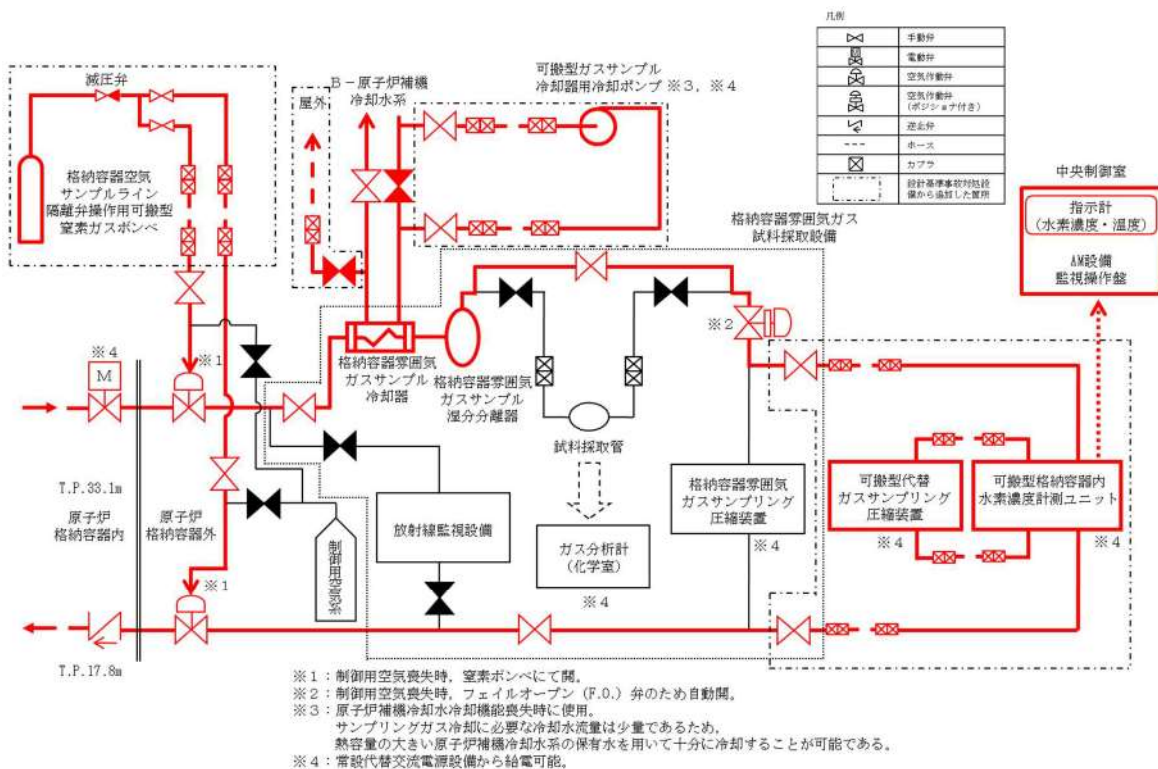 凡例
手動弁
電動弁
空気作動弁
空気作動弁
(ポジショナ付き)
逆止弁
ホース
カプラ
設計基準事故対処設
備から追加した箇所
減圧弁
格納容器空気
サンプルライン
隔離弁操作用可搬型
窒素ガスボンベ
屋外
B-原子炉補機
冷却水系
可搬型ガスサンプル
冷却器用冷却ポンプ ※3,※4
格納容器雰囲気ガス
試料採取設備
中央制御室
指示計
(水素濃度・温度)
AM設備
監視操作盤
※4
M
※1
※2
格納容器雰囲気
ガスサンプル
冷却器
格納容器雰囲気
ガスサンプル
湿分分離器
試料採取管
T.P.33.1m
原子炉
格納容器内
原子炉
格納容器外
制御用空気系
放射線監視設備
ガス分析計
(化学室)
※4
格納容器雰囲気
ガスサンプリング
圧縮装置
※4
可搬型代替
ガスサンプリング
圧縮装置
※4
可搬型格納容器内
水素濃度計測ユニット
※4
※1
T.P.17.8m
※1:制御用空気喪失時,窒素ボンベにて開。
※2:制御用空気喪失時,フェイルオープン(F.O.)弁のため自動開。
※3:原子炉補機冷却水冷却機能喪失時に使用。
サンプリングガス冷却に必要な冷却水流量は少量であるため,
熱容量の大きい原子炉補機冷却水系の保有水を用いて十分に冷却することが可能である。
※4:常設代替交流電源設備から給電可能。